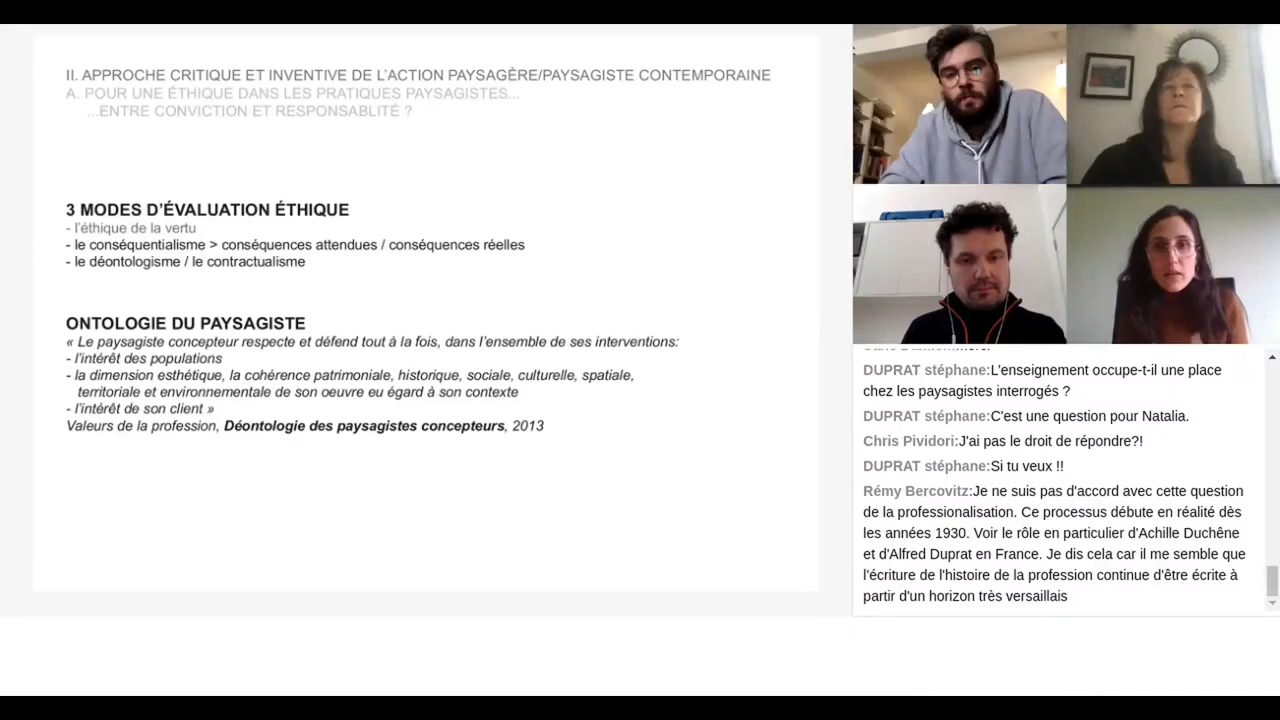 II. APPROCHE CRITIQUE ET INVENTIVE DE L'ACTION PAYSAGÈRE/PAYSAGISTE CONTEMPORAINE
A. POUR UNE ÉTHIQUE DANS LES PRATIQUES PAYSAGISTES...
...ENTRE CONVICTION ET RESPONSABLITÉ ?
3 MODES D'ÉVALUATION ÉTHIQUE
- l'éthique de la vertu
- le conséquentialisme > conséquences attendues / conséquences réelles
- le déontologisme / le contractualisme
ONTOLOGIE DU PAYSAGISTE
« Le paysagiste concepteur respecte et défend tout à la fois, dans l'ensemble de ses interventions:
- l'intérêt des populations
- la dimension esthétique, la cohérence patrimoniale, historique, sociale, culturelle, spatiale,
territoriale et environnementale de son oeuvre eu égard à son contexte
- l'intérêt de son client »
Valeurs de la profession, Déontologie des paysagistes concepteurs, 2013
DUPRAT stéphane:L'enseignement occupe-t-il une place
chez les paysagistes interrogés ?
DUPRAT stéphane:C'est une question pour Natalia.
Chris Pividori:J'ai pas le droit de répondre?!
DUPRAT stéphane:Si tu veux !!
Rémy Bercovitz:Je ne suis pas d'accord avec cette question
de la professionalisation. Ce processus débute en réalité dès
les années 1930. Voir le rôle en particulier d'Achille Duchêne
et d'Alfred Duprat en France. Je dis cela car il me semble que
l'écriture de l'histoire de la profession continue d'être écrite à
partir d'un horizon très versaillais